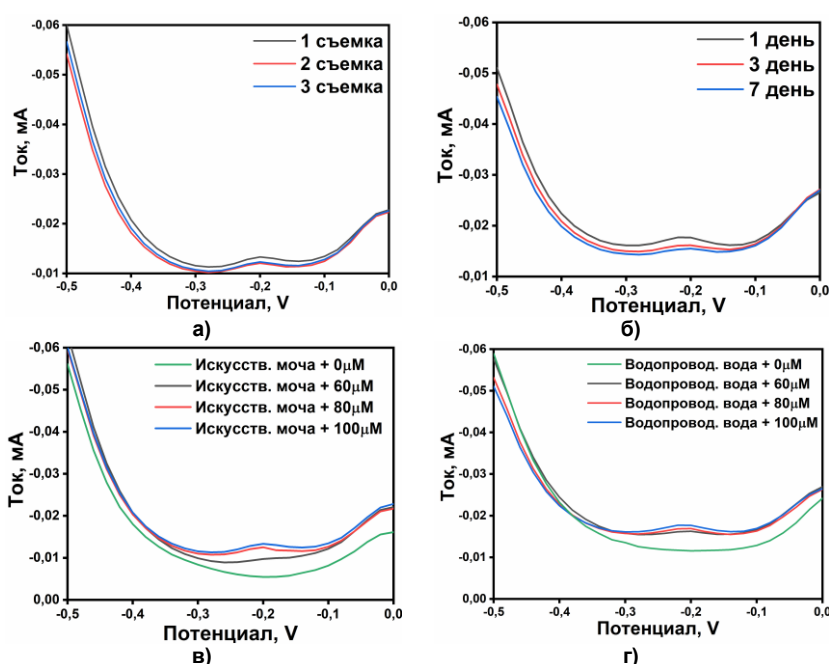 -0,06
-0,05
-0,04
-0,03
-0,02
-0,01
Ток, мА
1 съемка
2 съемка
3 съемка
-0,5 -0,4 -0,3 -0,2 -0,1 0,0
Потенциал, V
а)
-0,06
-0,05
-0,04
-0,03
-0,02
-0,01
Ток, мА
1 день
3 день
7 день
-0,5 -0,4 -0,3 -0,2 -0,1 0,0
Потенциал, V
б)
-0,06
-0,05
-0,04
-0,03
-0,02
-0,01
0,00
Ток, мА
Искусств. моча + 0μM
Искусств. моча + 60μM
Искусств. моча + 80μM
Искусств. моча + 100μM
-0,5 -0,4 -0,3 -0,2 -0,1 0,0
Потенциал, V
в)
-0,06
-0,05
-0,04
-0,03
-0,02
-0,01
0,00
Ток, мА
Водопровод. вода + 0μM
Водопровод. вода + 60μM
Водопровод. вода + 80μM
Водопровод. вода + 100μM
-0,5 -0,4 -0,3 -0,2 -0,1 0,0
Потенциал, V
г)